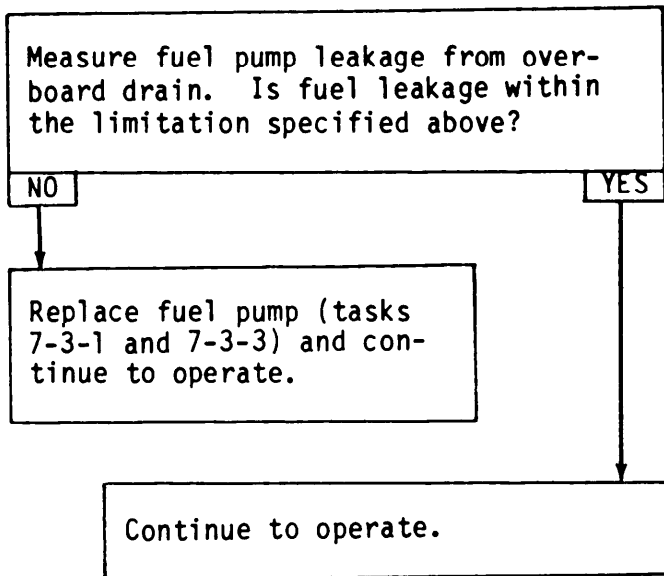 Measure fuel pump leakage from over-
board drain. Is fuel leakage within
the limitation specified above?
NO
YES
Replace fuel pump (tasks
7-3-1 and 7-3-3) and con-
tinue to operate.
Continue to operate.